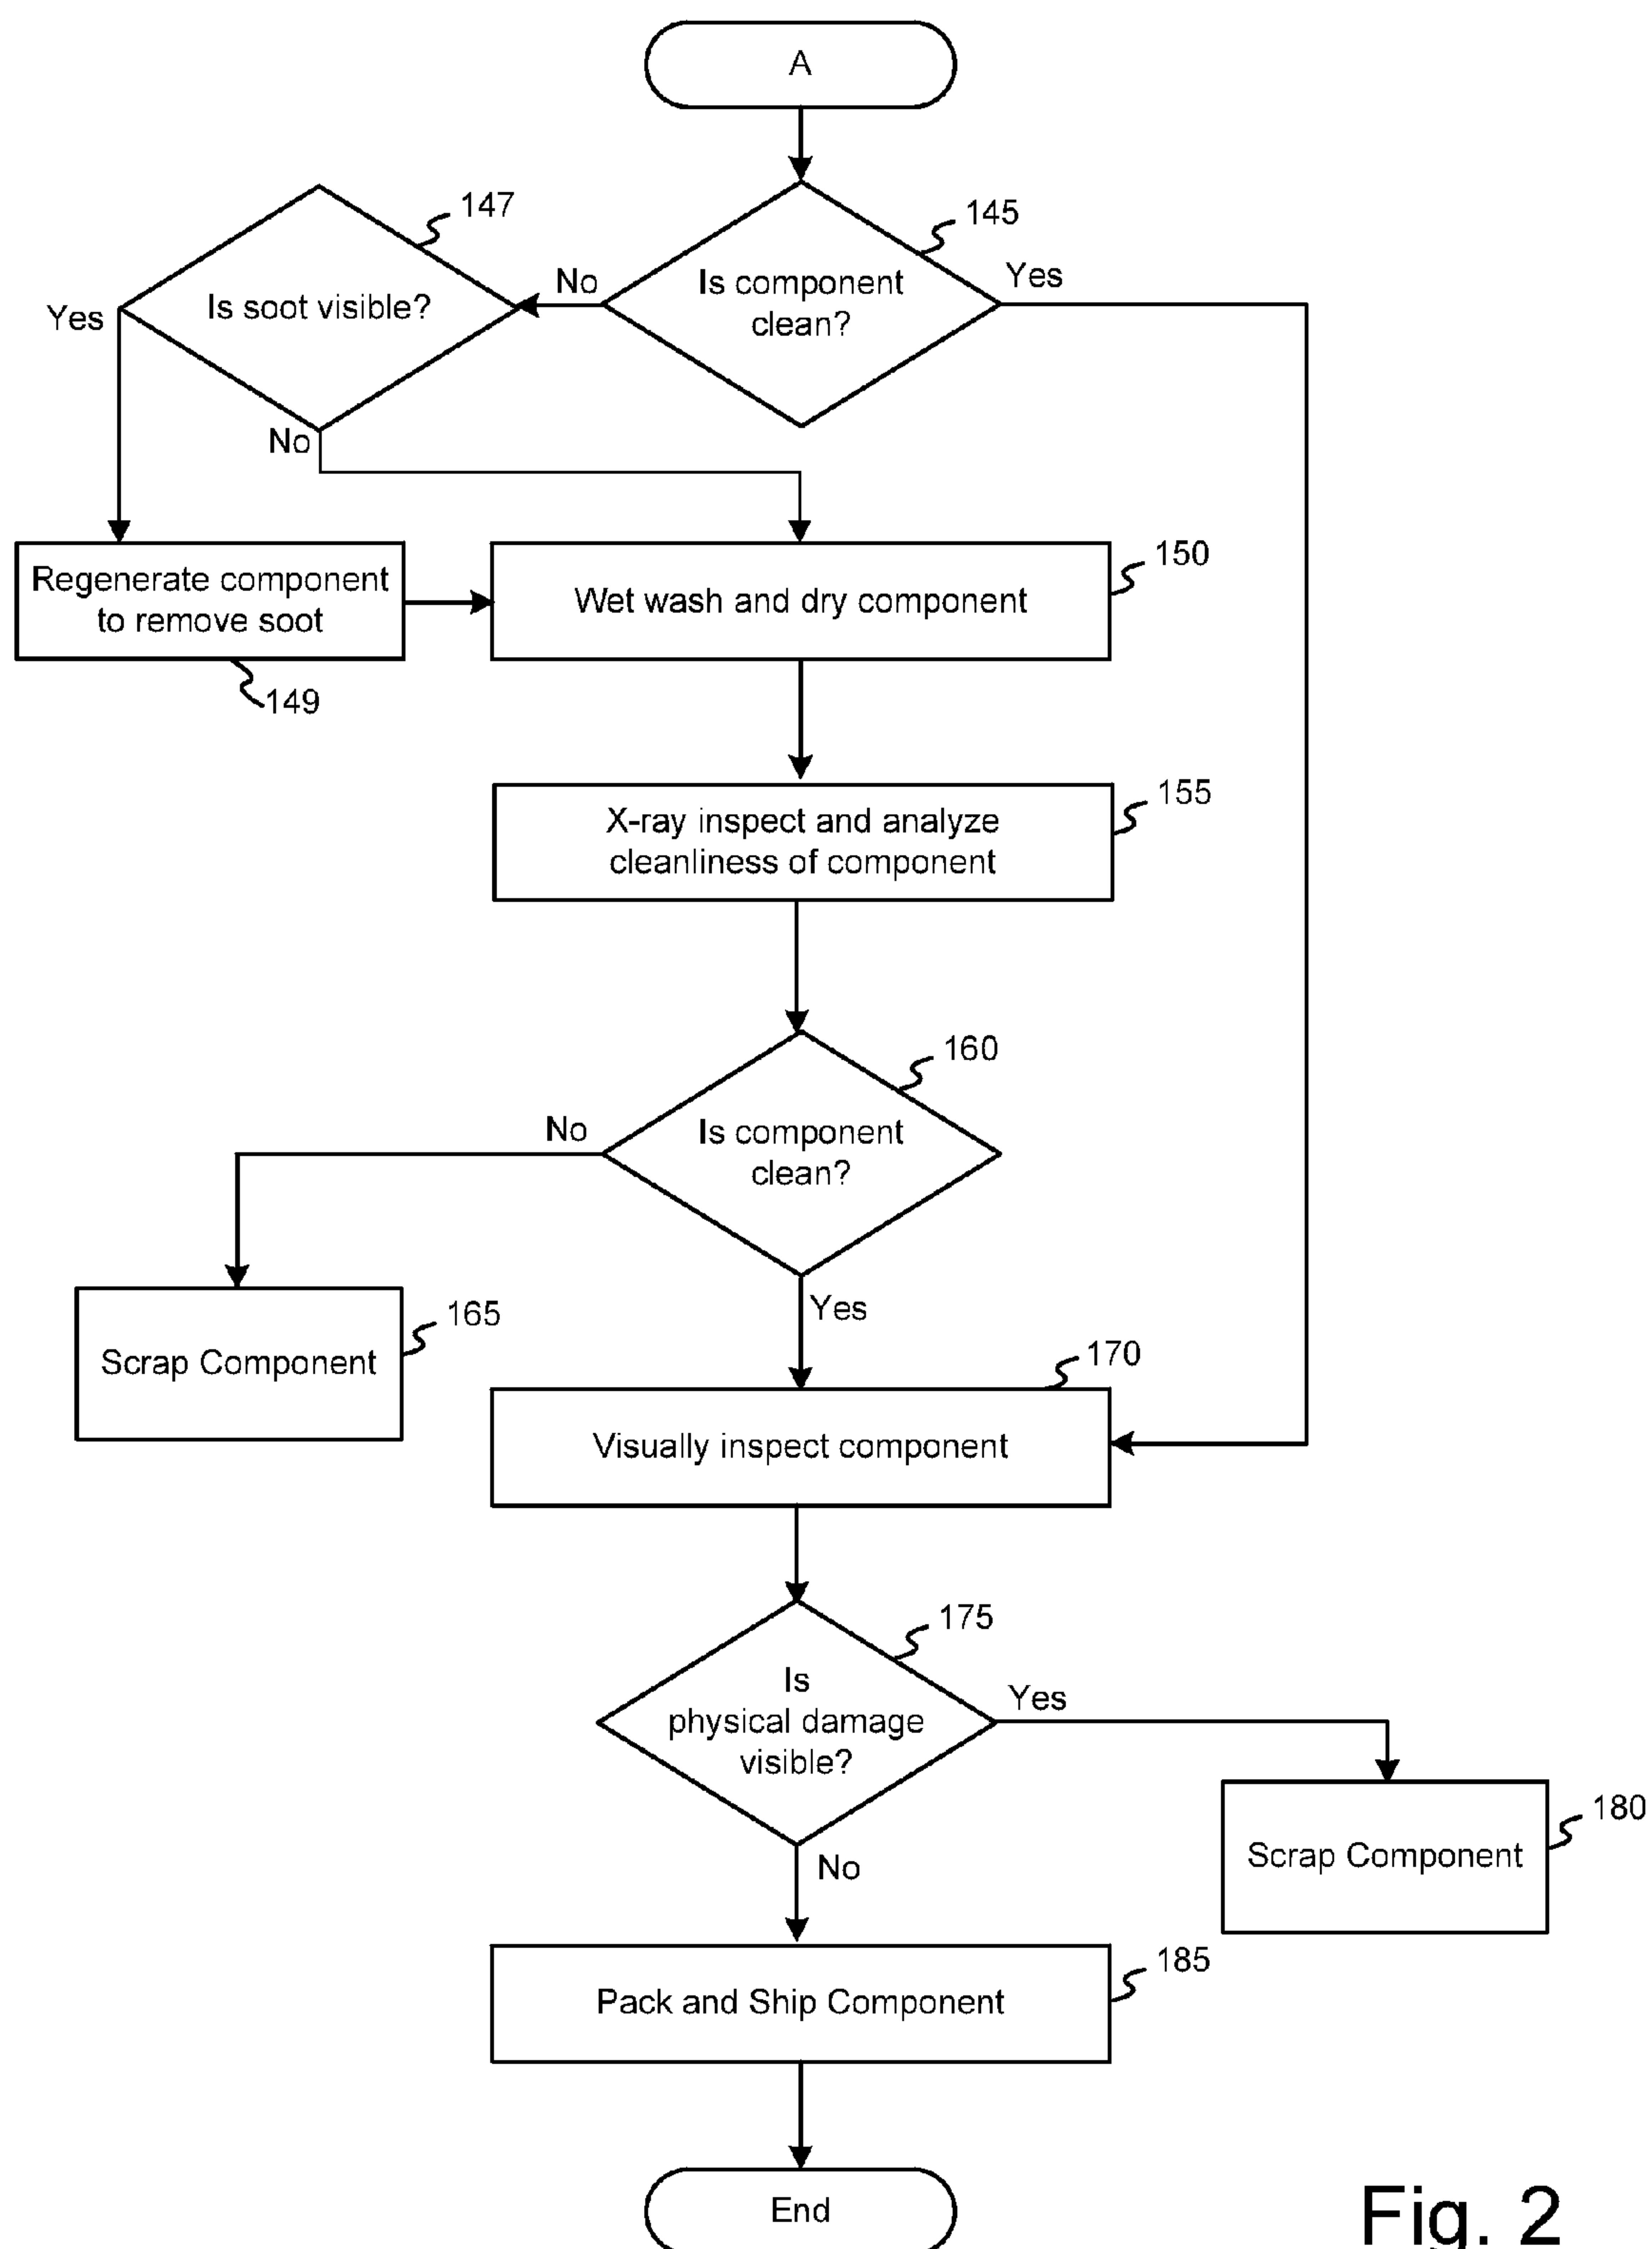 A
147
145
Is soot visible?
No
Is component
clean?
Yes
Yes
No
Regenerate component
to remove soot
149
Wet wash and dry component
150
X-ray inspect and analyze
cleanliness of component
155
160
Is component
clean?
No
Yes
Scrap Component
165
170
Visually inspect component
175
Is
physical damage
visible?
Yes
No
Scrap Component
180
Pack and Ship Component
185
End
Fig. 2